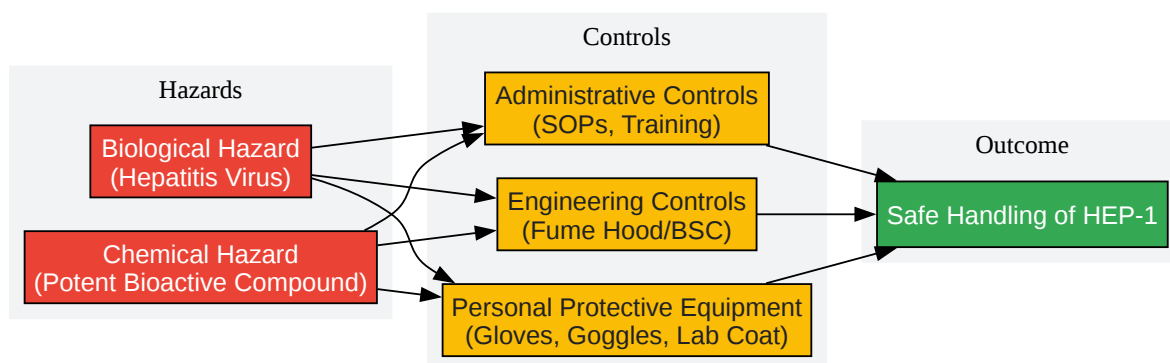 Hazards
Biological Hazard
(Hepatitis Virus)
Chemical Hazard
(Potent Bioactive Compound)
Controls
Administrative Controls
(SOPs, Training)
Engineering Controls
(Fume Hood/BSC)
Personal Protective Equipment
(Gloves, Goggles, Lab Coat)
Outcome
Safe Handling of HEP-1